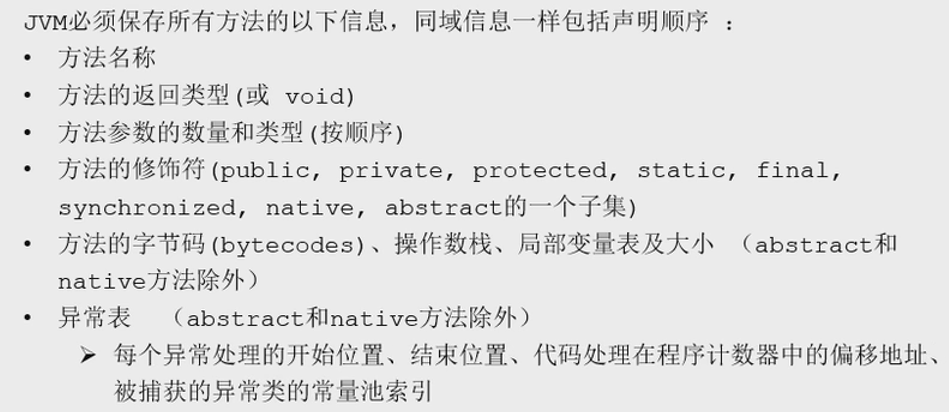 JVM必须保存所有方法的以下信息，同域信息一样包括声明顺序 ：
• 方法名称
• 方法的返回类型(或 void)
• 方法参数的数量和类型(按顺序)
• 方法的修饰符(public, private, protected, static, final,
synchronized, native, abstract的一个子集)
• 方法的字节码(bytecodes)、操作数栈、局部变量表及大小 （abstract和
native方法除外）
• 异常表 （abstract和native方法除外）
➢ 每个异常处理的开始位置、结束位置、代码处理在程序计数器中的偏移地址、
被捕获的异常类的常量池索引